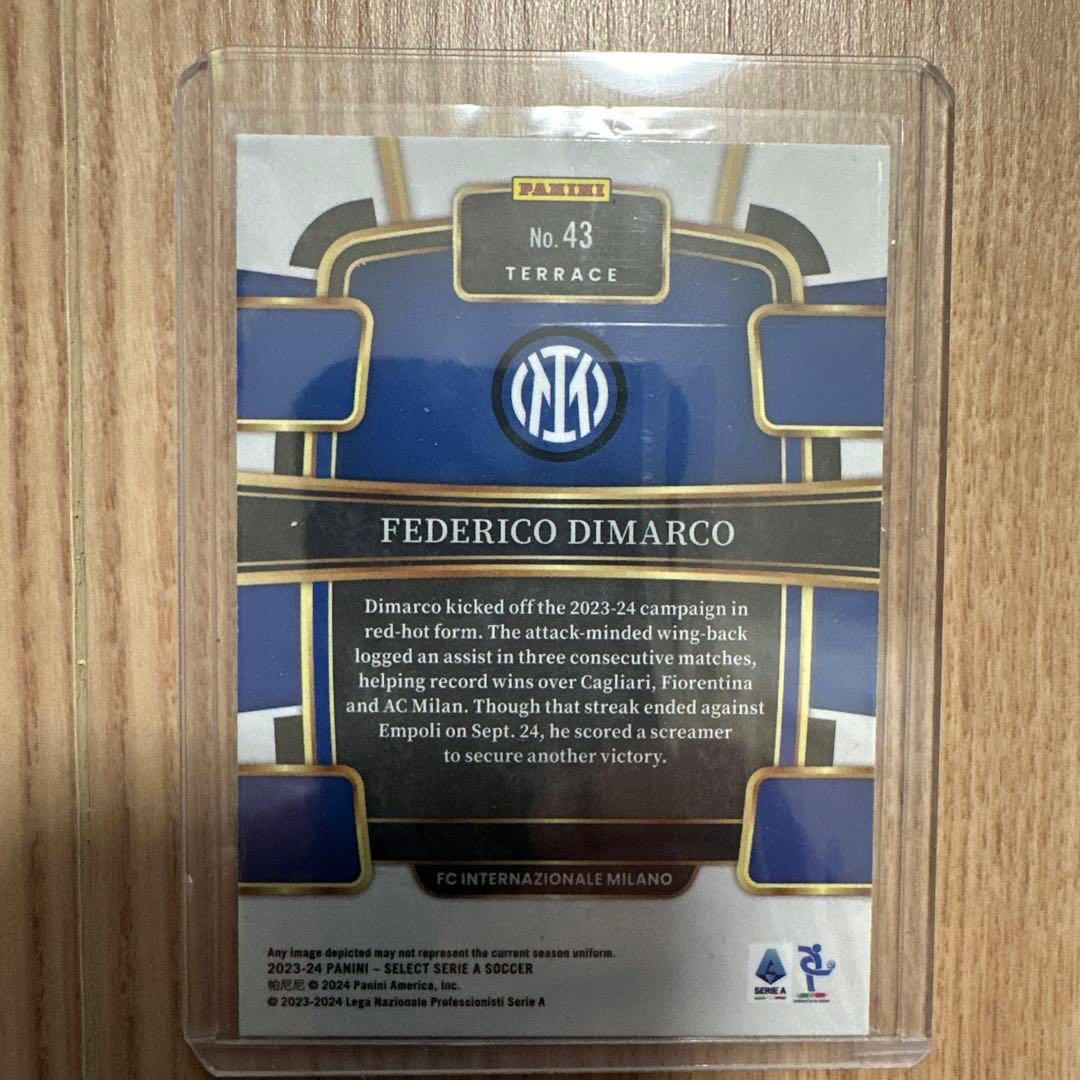 PANINI
No. 43
TERRACE
IM
FEDERICO DIMARCO
Dimarco kicked off the 2023-24 campaign in
red-hot form. The attack-minded wing-back
logged an assist in three consecutive matches,
helping record wins over Cagliari, Fiorentina
and AC Milan. Though that streak ended against
Empoli on Sept. 24, he scored a screamer
to secure another victory.
FC INTERNAZIONALE MILANO
Any image depicted may not represent the current season uniform.
2023-24 PANINI – SELECT SERIE A SOCCER
帕尼尼 © 2024 Panini America, Inc.
© 2023-2024 Lega Nazionale Professionisti Serie A
SERIE A